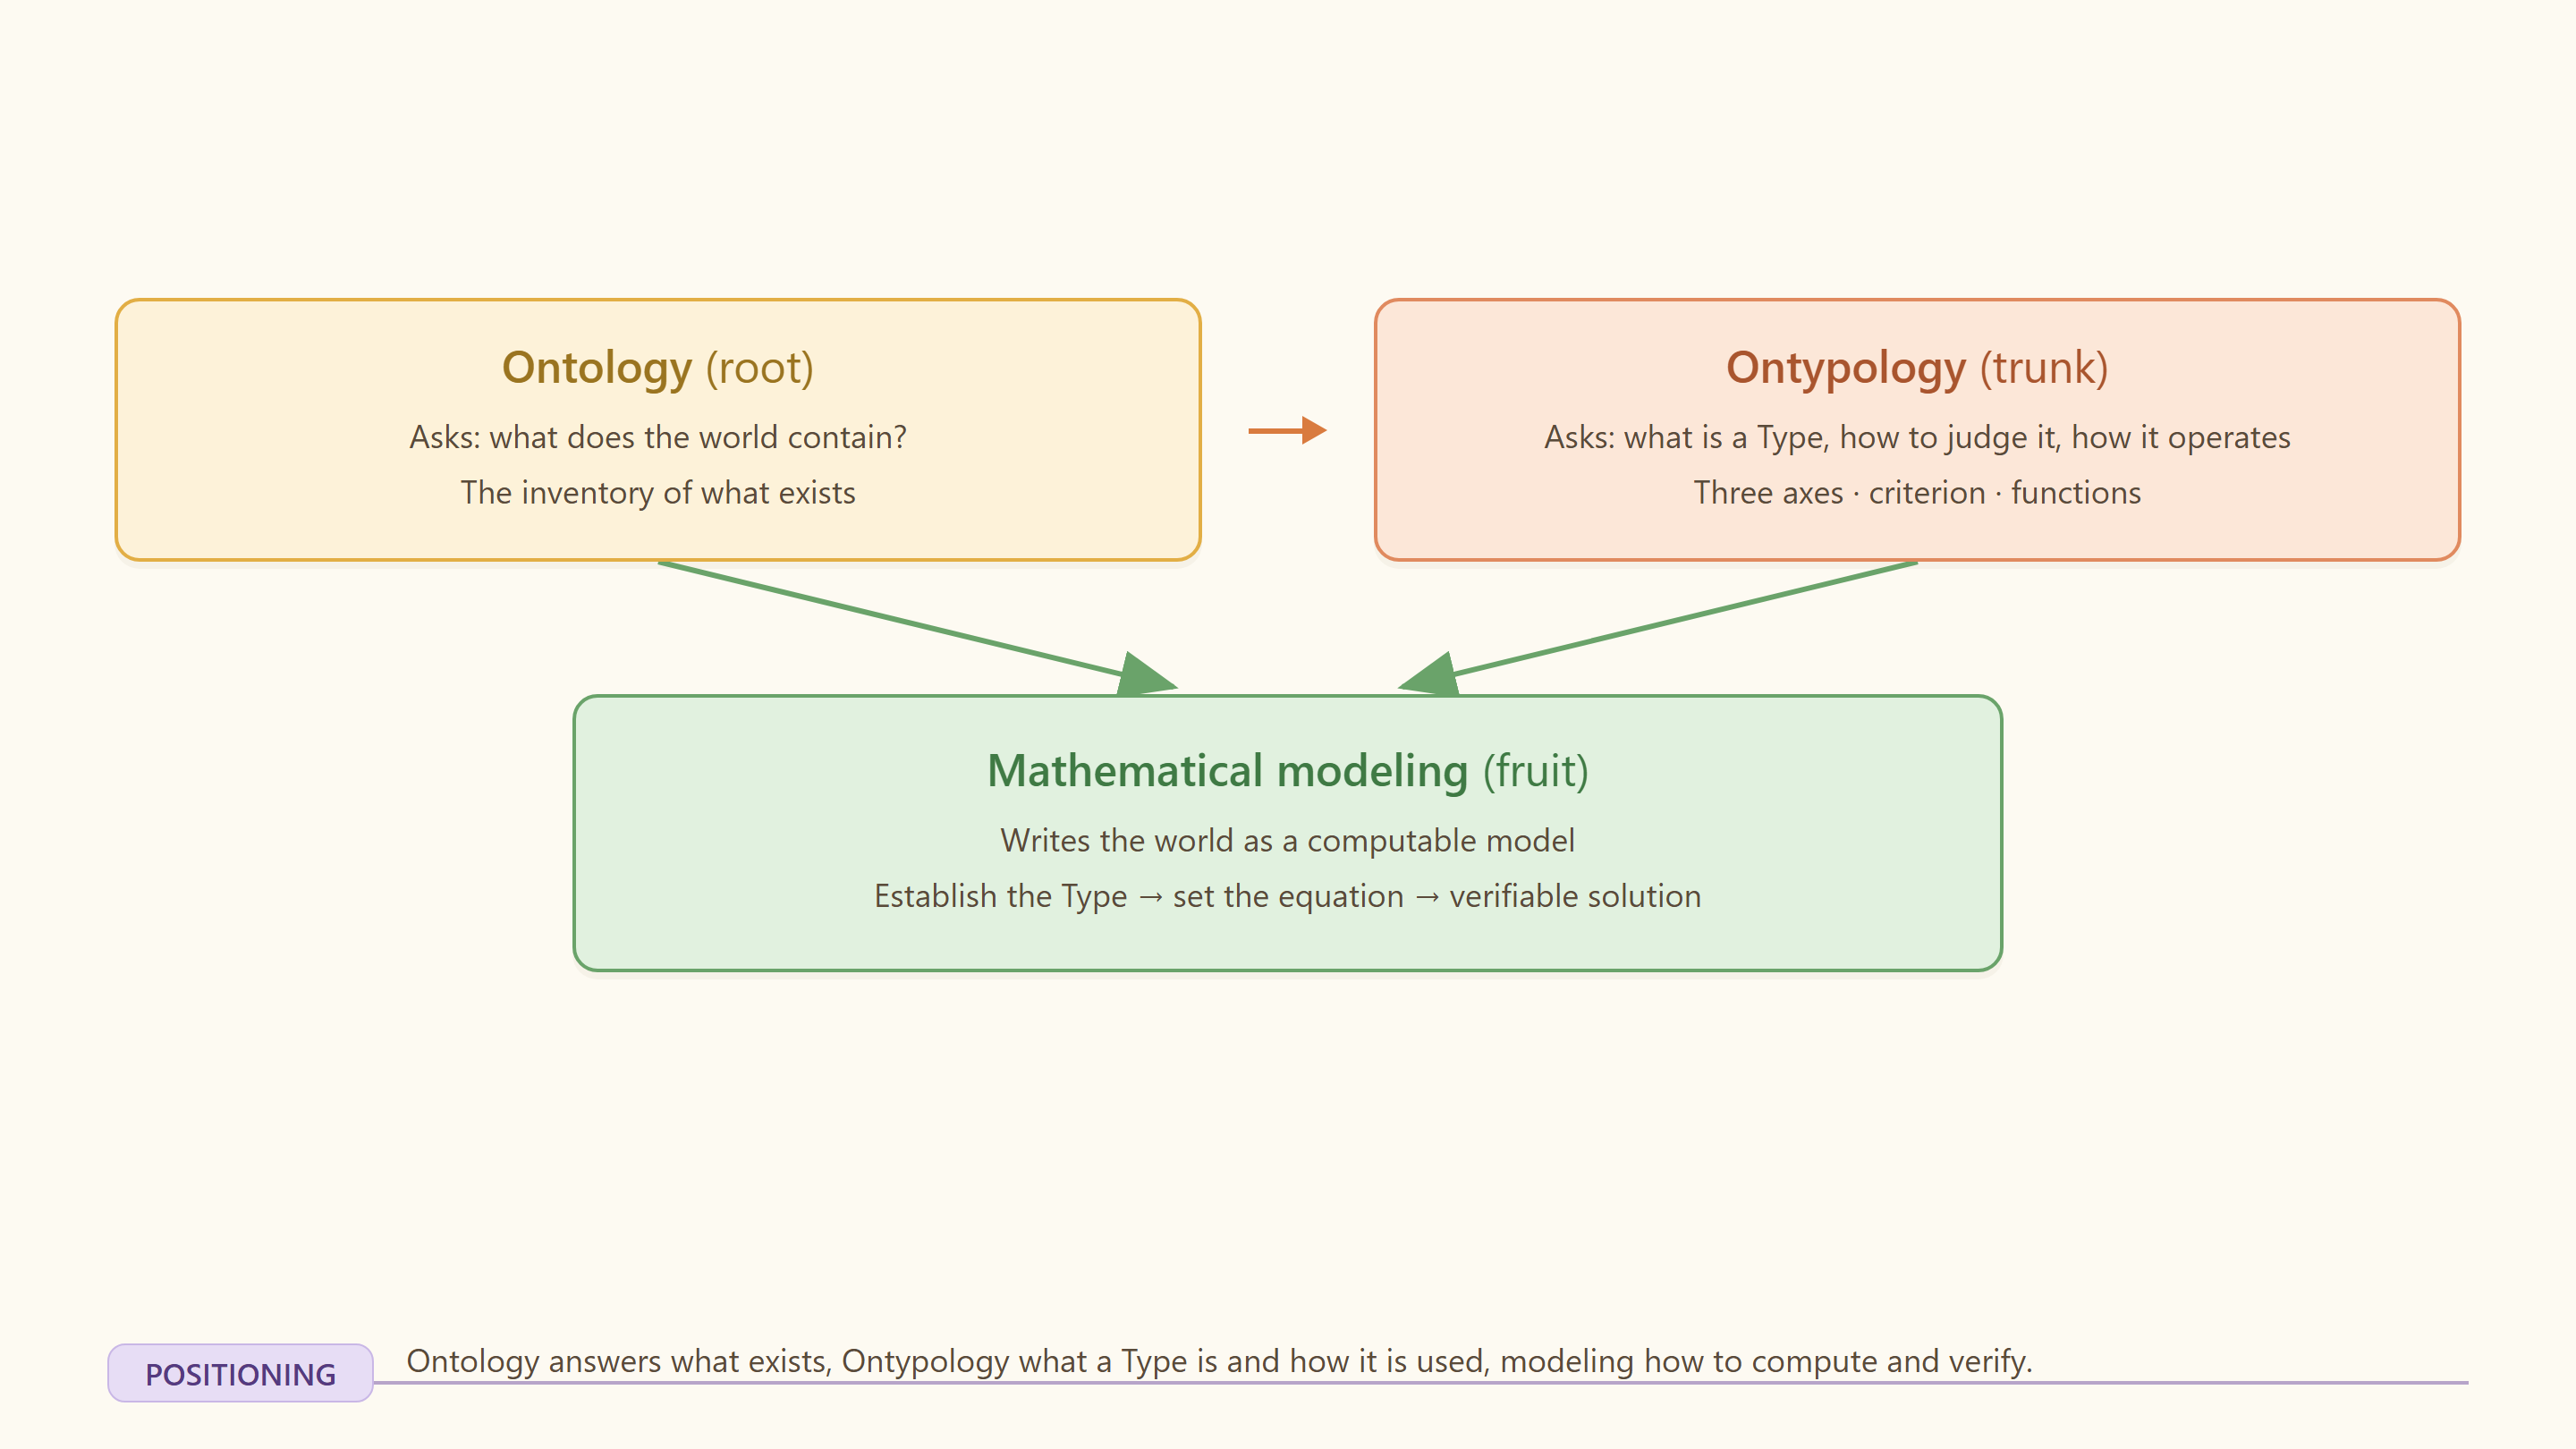 Ontology (root)
Asks: what does the world contain?
The inventory of what exists
Ontypology (trunk)
Asks: what is a Type, how to judge it, how it operates
Three axes · criterion · functions
Mathematical modeling (fruit)
Writes the world as a computable model
Establish the Type → set the equation → verifiable solution
POSITIONING
Ontology answers what exists, Ontypology what a Type is and how it is used, modeling how to compute and verify.